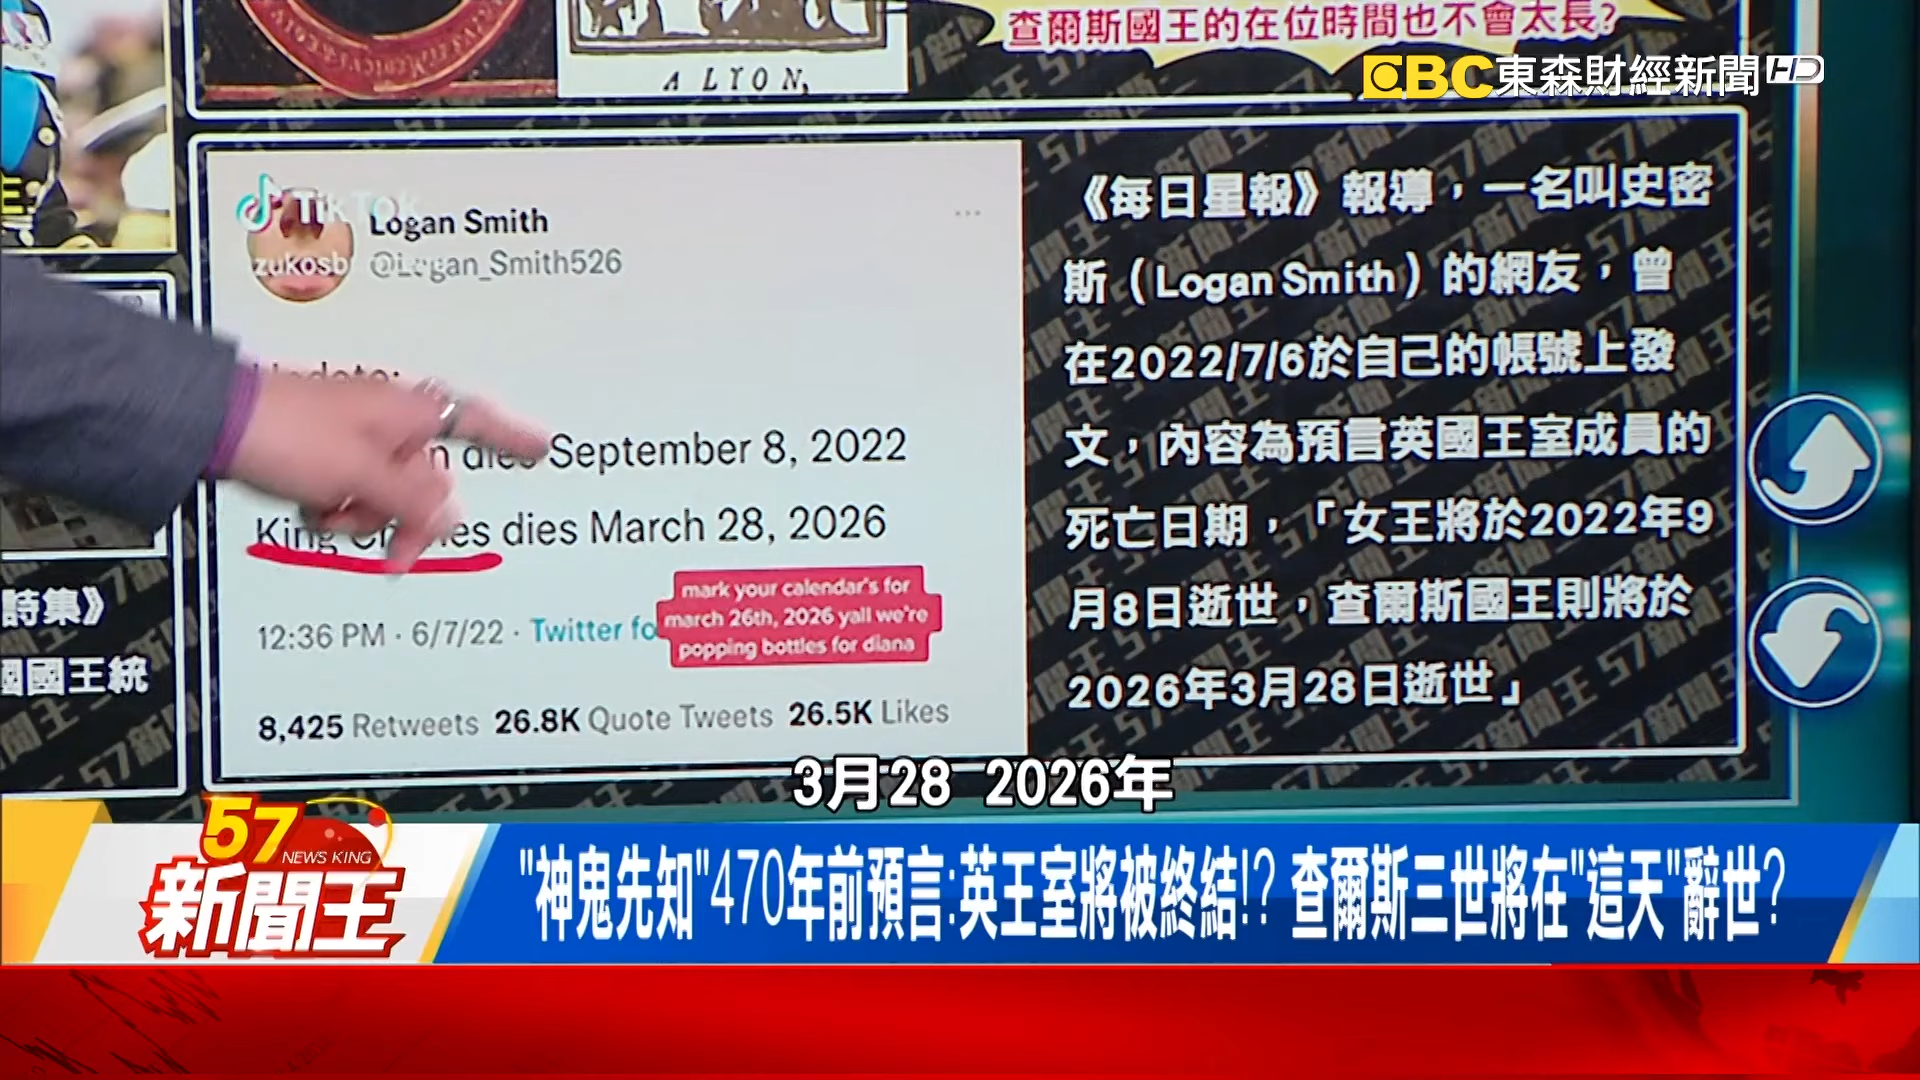 查爾斯國王的在位時間也不會太長?
A LYON,
EBC東森財經新聞HD
TikTok
Logan Smith
zukosb
@Logan_Smith526
dies September 8, 2022
King Charles dies March 28, 2026
mark your calendar's for
march 26th, 2026 yall we're
popping bottles for diana
12:36 PM · 6/7/22 · Twitter fo
8,425 Retweets 26.8K Quote Tweets 26.5K Likes
《每日星報》報導，一名叫史密
斯（Logan Smith）的網友，曾
在2022/7/6於自己的帳號上發
文，內容為預言英國王室成員的
死亡日期，「女王將於2022年9
月8日逝世，查爾斯國王則將於
2026年3月28日逝世」
詩集》
國國王統
3月28 2026年
57
NEWS KING
新聞王
"神鬼先知"470年前預言:英王室將被終結!? 查爾斯三世將在"這天"辭世?